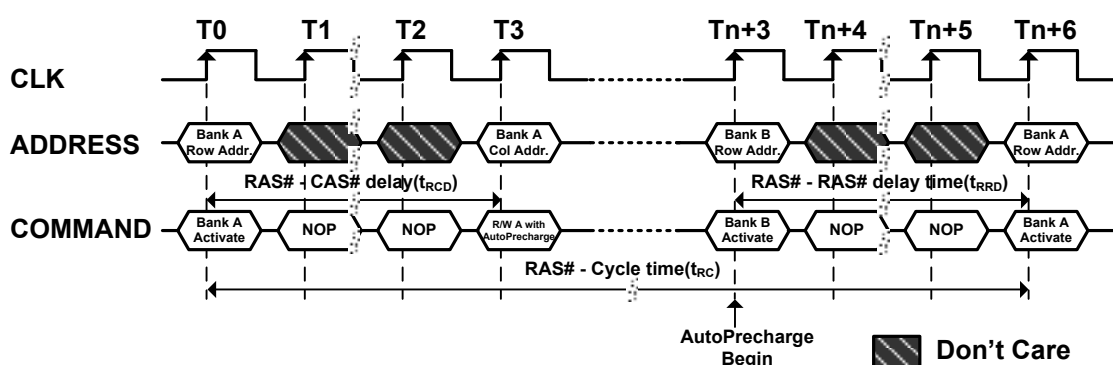 T0 T1 T2 T3 Tn+3 Tn+4 Tn+5 Tn+6
CLK
ADDRESS
Bank A
Row Addr.
Bank A
Col Addr.
Bank B
Row Addr.
Bank A
Row Addr.
RAS# - CAS# delay(tRCD)
RAS# - RAS# delay time(tRRD)
COMMAND
Bank A
Activate
NOP
NOP
R/W A with
AutoPrecharge
Bank B
Activate
NOP
NOP
Bank A
Activate
RAS# - Cycle time(tRC)
AutoPrecharge
Begin
Don't Care